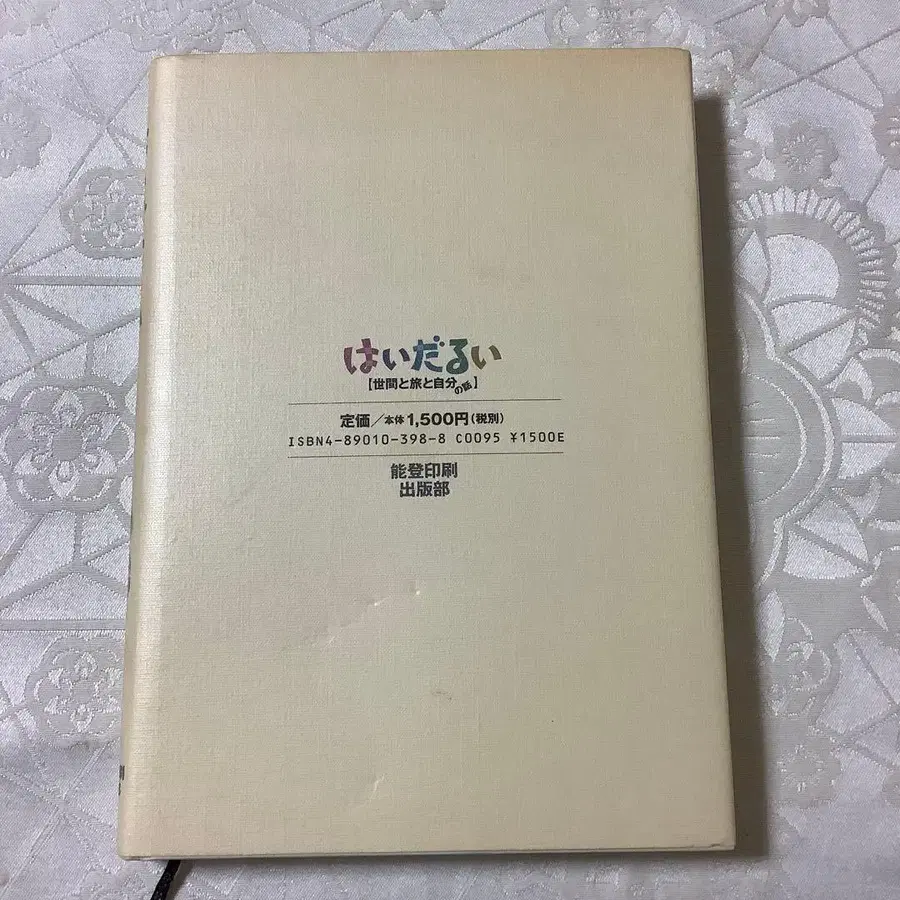 はいだるい
【世間と旅と自分の話】
定価／本体1,500円(税別)
ISBN4-89010-398-8 C0095 ¥1500E
能登印刷
出版部